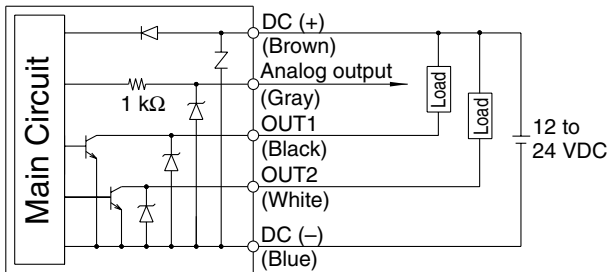 Main Circuit
DC (+)
(Brown)
Analog output
1 kΩ
(Gray)
OUT1
(Black)
OUT2
(White)
DC (–)
(Blue)
Load
Load
12 to
24 VDC